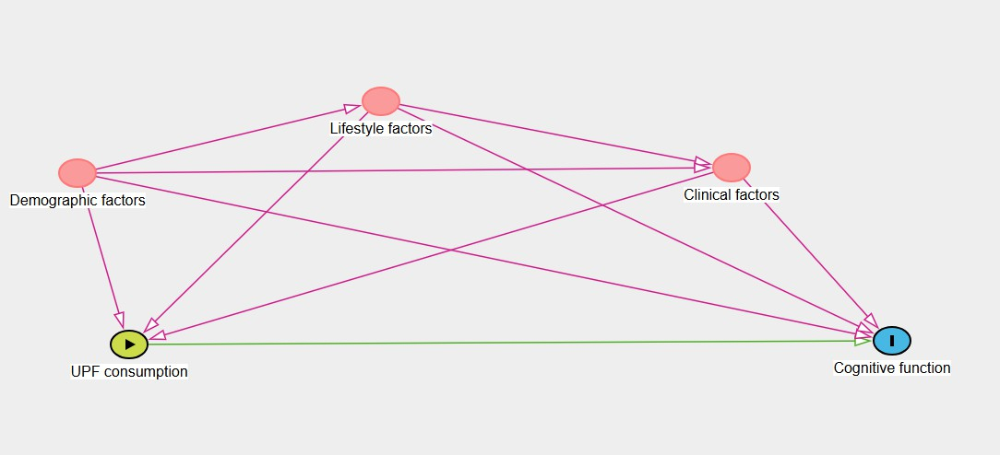 Lifestyle factors
Demographic factors
Clinical factors
UPF consumption
Cognitive function